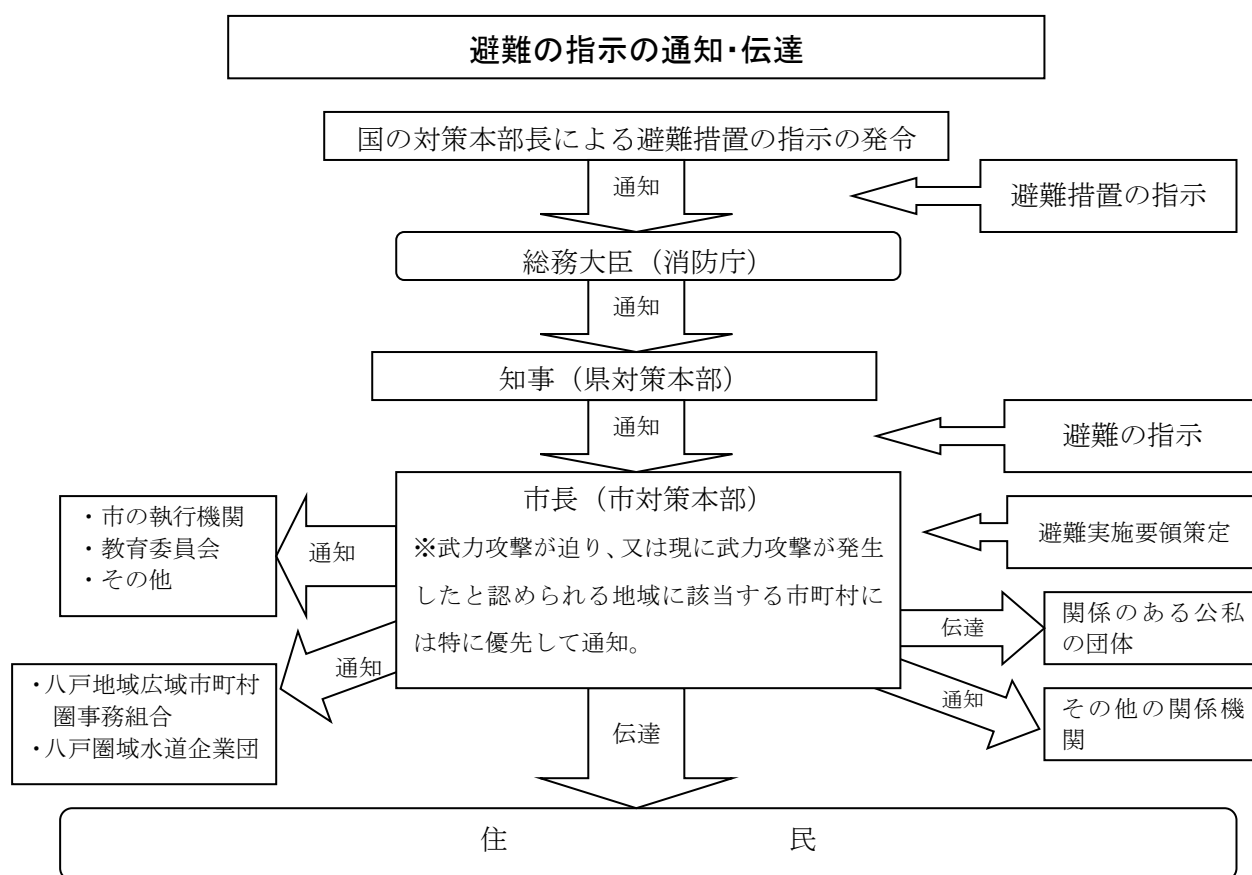 避難の指示の通知・伝達
国の対策本部長による避難措置の指示の発令
通知
避難措置の指示
総務大臣（消防庁）
通知
知事（県対策本部）
通知
避難の指示
市長（市対策本部）
※武力攻撃が迫り、又は現に武力攻撃が発生
したと認められる地域に該当する市町村に
は特に優先して通知。
・市の執行機関
・教育委員会
・その他
通知
避難実施要領策定
伝達
関係のある公私
の団体
通知
・八戸地域広域市町村
圏事務組合
・八戸圏域水道企業団
通知
その他の関係機
関
伝達
住　民